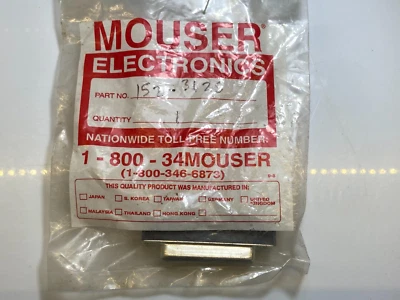 MOUSER®
ELECTRONICS
PART NO.
QUANTITY 1
NATIONWIDE TOLL FREE NUMBER:
1 - 800 - 34MOUSER
(1-800-346-6873)
THIS QUALITY PRODUCT WAS MANUFACTURED IN:
JAPAN S. KOREA TAIWAN GERMANY UNITED KINGDOM
MALAYSIA THAILAND HONG KONG